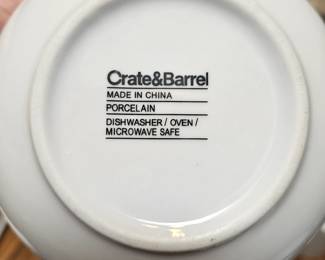 Crate&Barrel
MADE IN CHINA
PORCELAIN
DISHWASHER / OVEN /
MICROWAVE SAFE